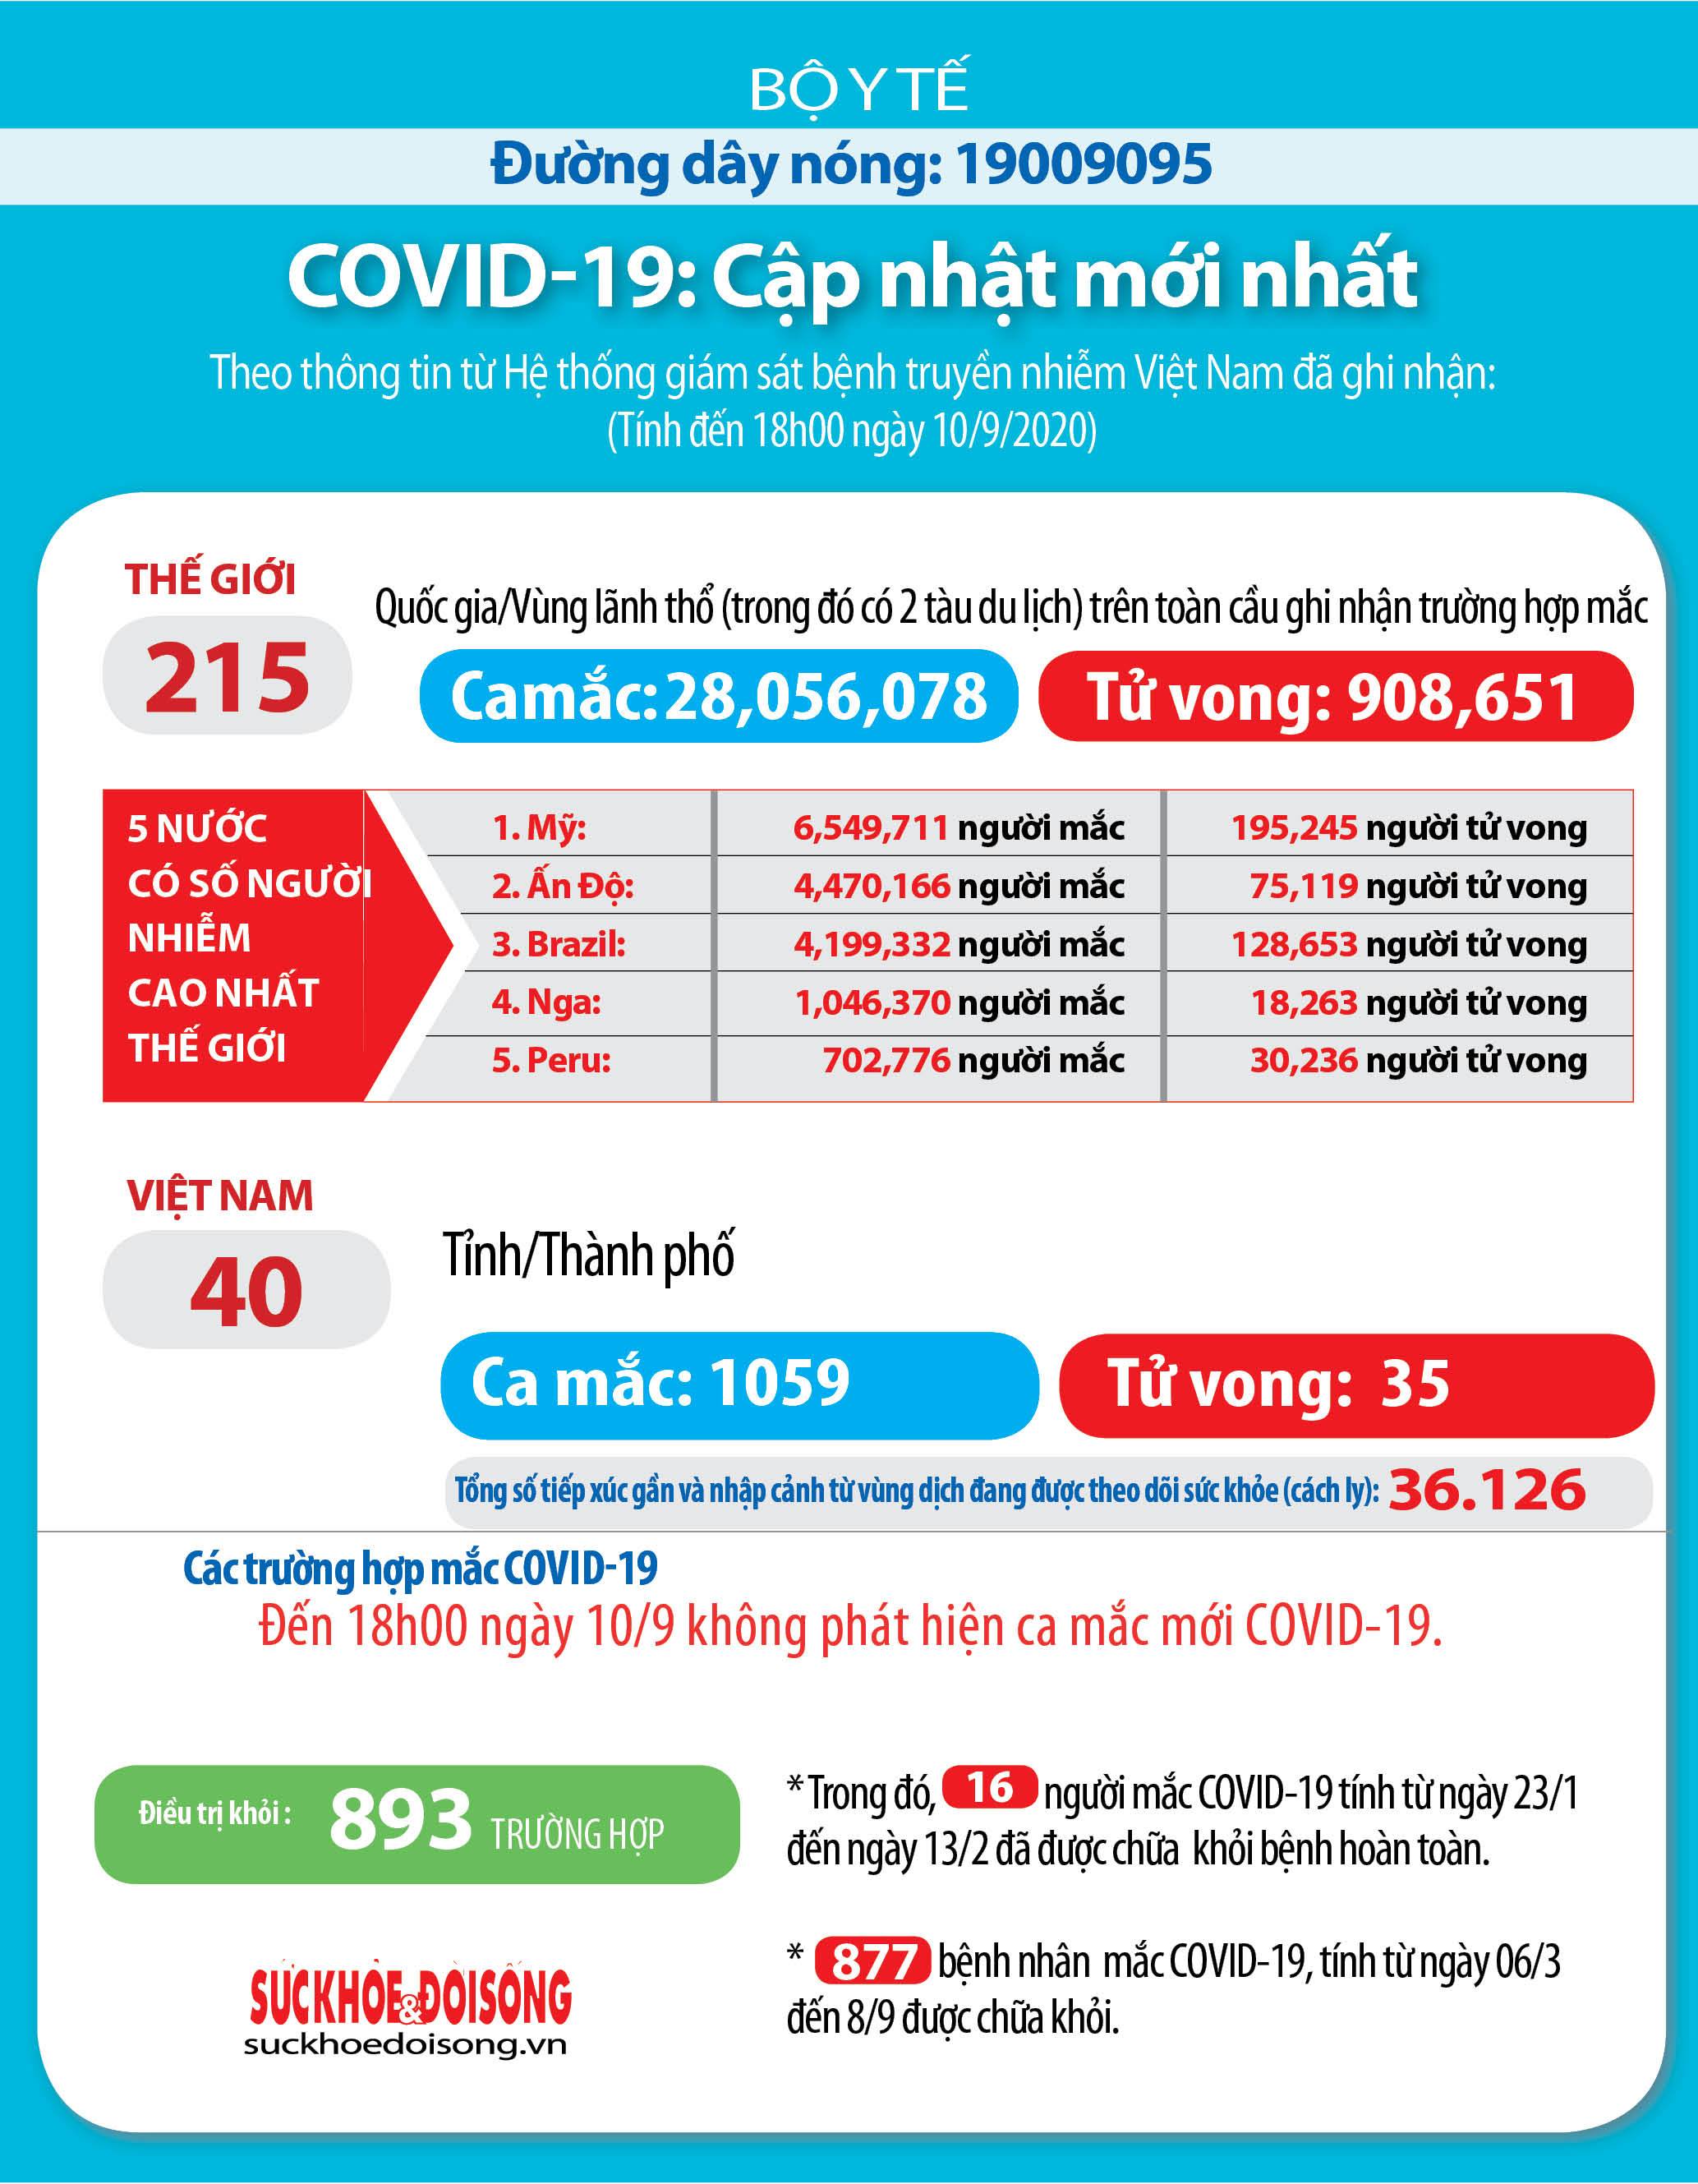 BỘ Y TẾ
Đường dây nóng: 19009095
COVID-19: Cập nhật mới nhất
Theo thông tin từ Hệ thống giám sát bệnh truyền nhiễm Việt Nam đã ghi nhận:
(Tính đến 18h00 ngày 10/9/2020)
THẾ GIỚI
215
Quốc gia/Vùng lãnh thổ (trong đó có 2 tàu du lịch) trên toàn cầu ghi nhận trường hợp mắc
Camắc: 28,056,078
Tử vong: 908,651
5 NƯỚC
CÓ SỐ NGƯỜI
NHIỄM
CAO NHẤT
THẾ GIỚI
1. Mỹ: 6,549,711 người mắc 195,245 người tử vong
2. Ấn Độ: 4,470,166 người mắc 75,119 người tử vong
3. Brazil: 4,199,332 người mắc 128,653 người tử vong
4. Nga: 1,046,370 người mắc 18,263 người tử vong
5. Peru: 702,776 người mắc 30,236 người tử vong
VIỆT NAM
40
Tỉnh/Thành phố
Ca mắc: 1059
Tử vong: 35
Tổng số tiếp xúc gần và nhập cảnh từ vùng dịch đang được theo dõi sức khỏe (cách ly): 36.126
Các trường hợp mắc COVID-19
Đến 18h00 ngày 10/9 không phát hiện ca mắc mới COVID-19.
Điều trị khỏi : 893 TRƯỜNG HỢP
* Trong đó, 16 người mắc COVID-19 tính từ ngày 23/1
đến ngày 13/2 đã được chữa khỏi bệnh hoàn toàn.
* 877 bệnh nhân mắc COVID-19, tính từ ngày 06/3
đến 8/9 được chữa khỏi.
SỨC KHỎE & ĐỜI SỐNG
suckhoedoisong.vn